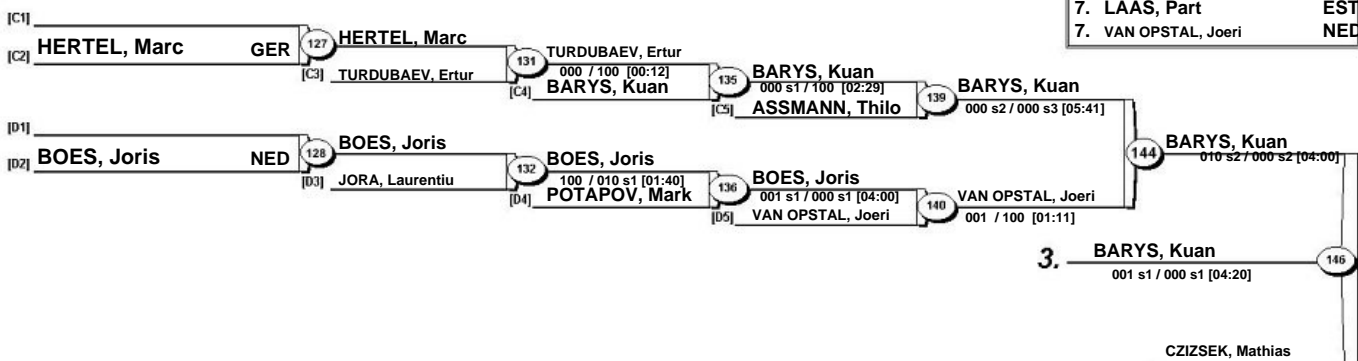 7. LAAS, Part EST
7. VAN OPSTAL, Joeri NED
[C1]
[C2] HERTEL, Marc GER
127
HERTEL, Marc
[C3] TURDUBAEV, Ertur
131
TURDUBAEV, Ertur
000 / 100 [00:12]
[C4] BARYS, Kuan
135
BARYS, Kuan
000 s1 / 100 [02:29]
[C5] ASSMANN, Thilo
139
BARYS, Kuan
000 s2 / 000 s3 [05:41]
[D1]
[D2] BOES, Joris NED
128
BOES, Joris
[D3] JORA, Laurentiu
132
BOES, Joris
100 / 010 s1 [01:40]
[D4] POTAPOV, Mark
136
BOES, Joris
001 s1 / 000 s1 [04:00]
[D5] VAN OPSTAL, Joeri
140
VAN OPSTAL, Joeri
001 / 100 [01:11]
144
BARYS, Kuan
010 s2 / 000 s2 [04:00]
3. BARYS, Kuan
001 s1 / 000 s1 [04:20]
146
CZIZSEK, Mathias